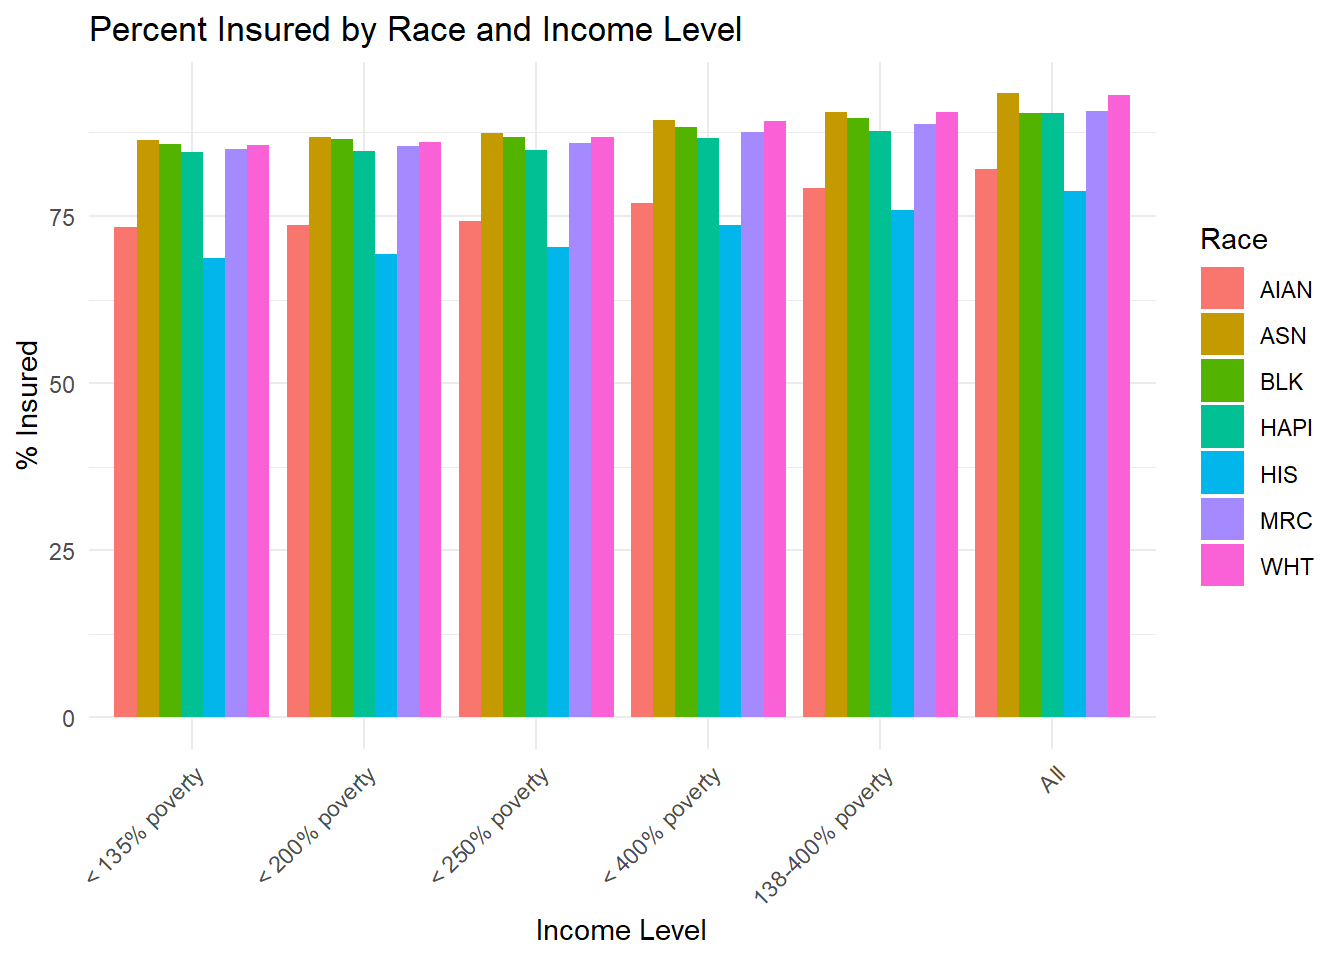 Percent Insured by Race and Income Level
% Insured
75
50
25
0
< 135% poverty
< 200% poverty
< 250% poverty
< 400% poverty
138-400% poverty
All
Income Level
Race
AIAN
ASN
BLK
HAPI
HIS
MRC
WHT